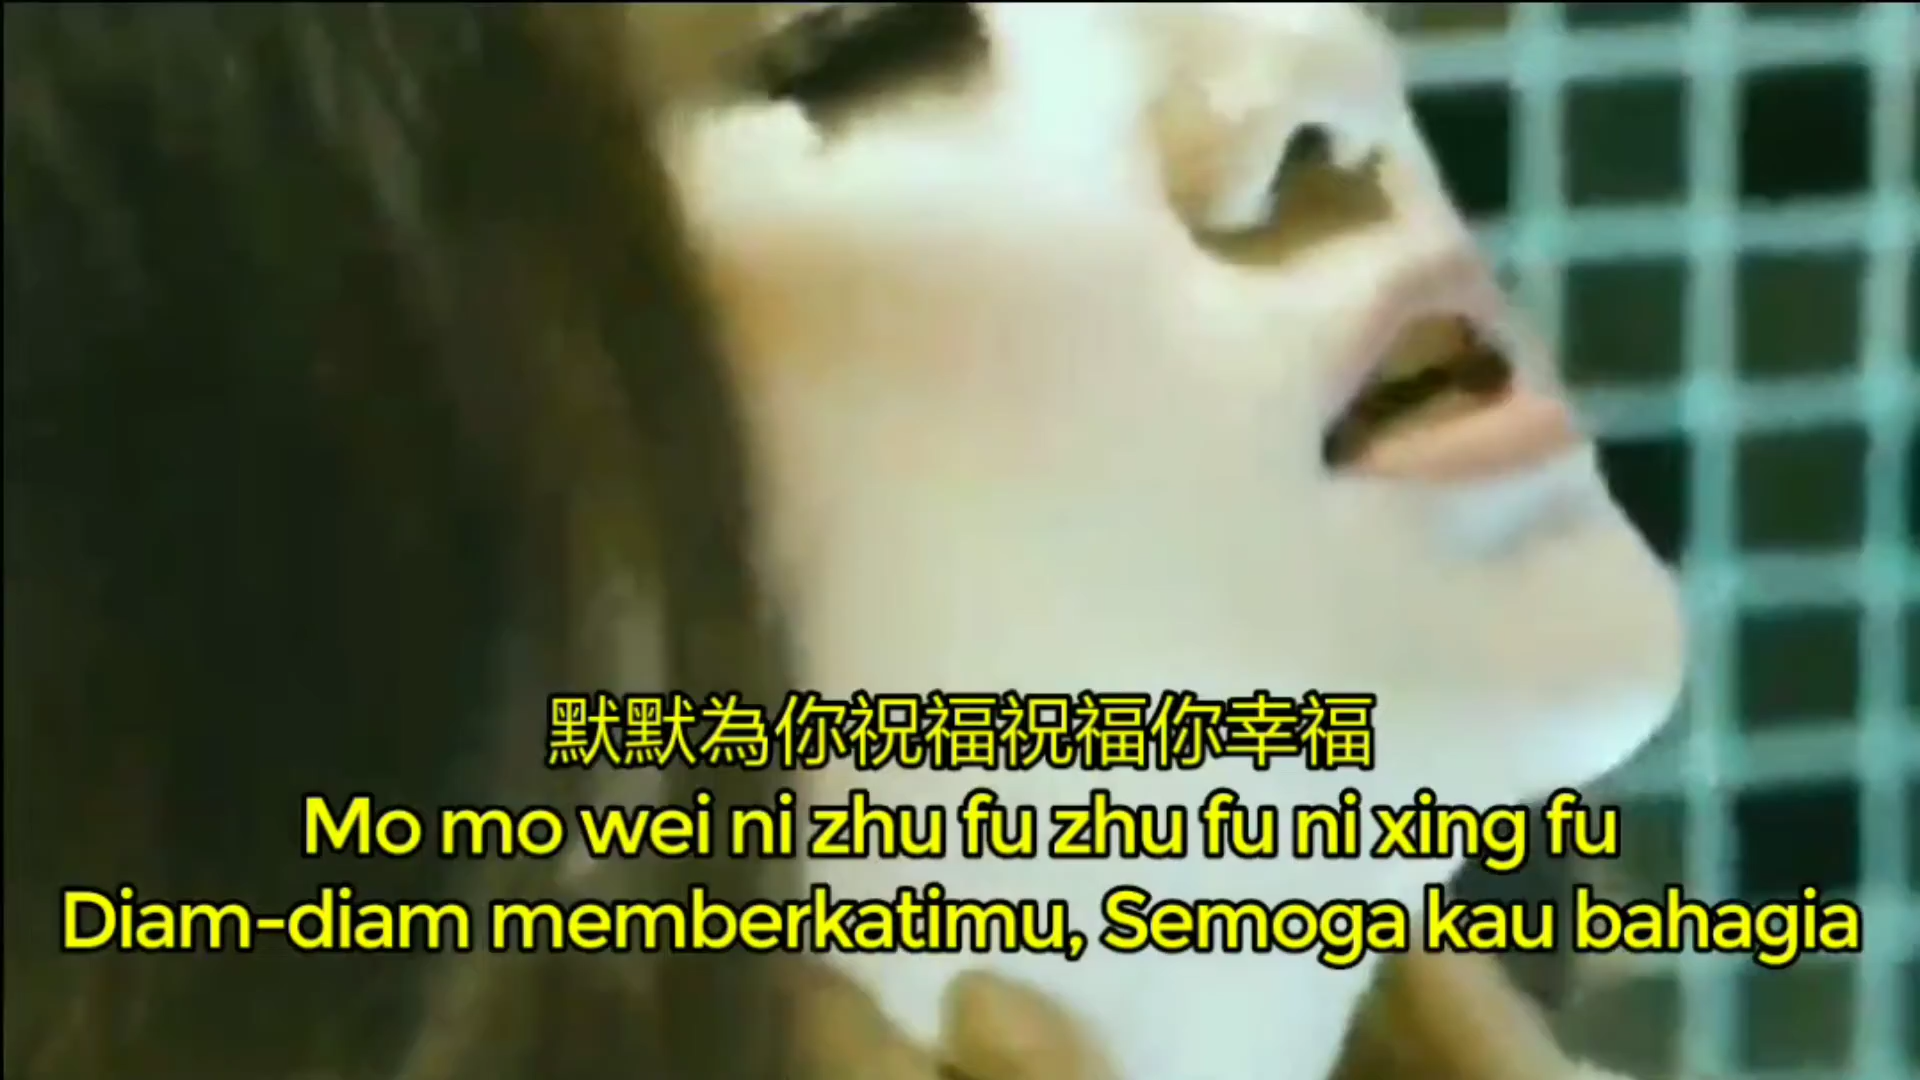 默默為你祝福祝福你幸福
Mo mo wei ni zhu fu zhu fu ni xing fu
Diam-diam memberkatimu, Semoga kau bahagia